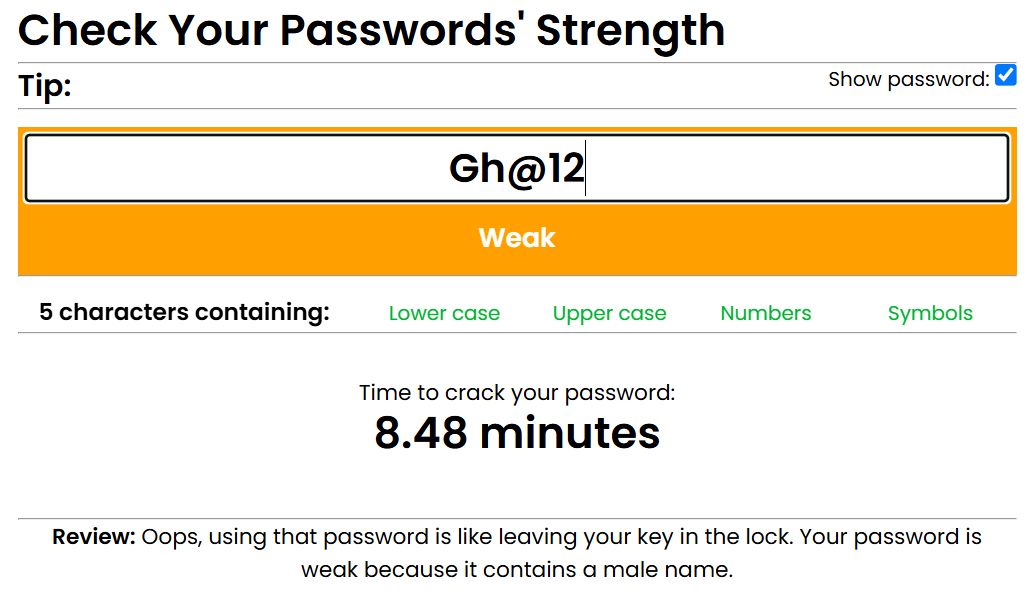 Check Your Passwords' Strength
Tip:
Show password:
Gh@12
Weak
5 characters containing: Lower case Upper case Numbers Symbols
Time to crack your password:
8.48 minutes
Review: Oops, using that password is like leaving your key in the lock. Your password is
weak because it contains a male name.